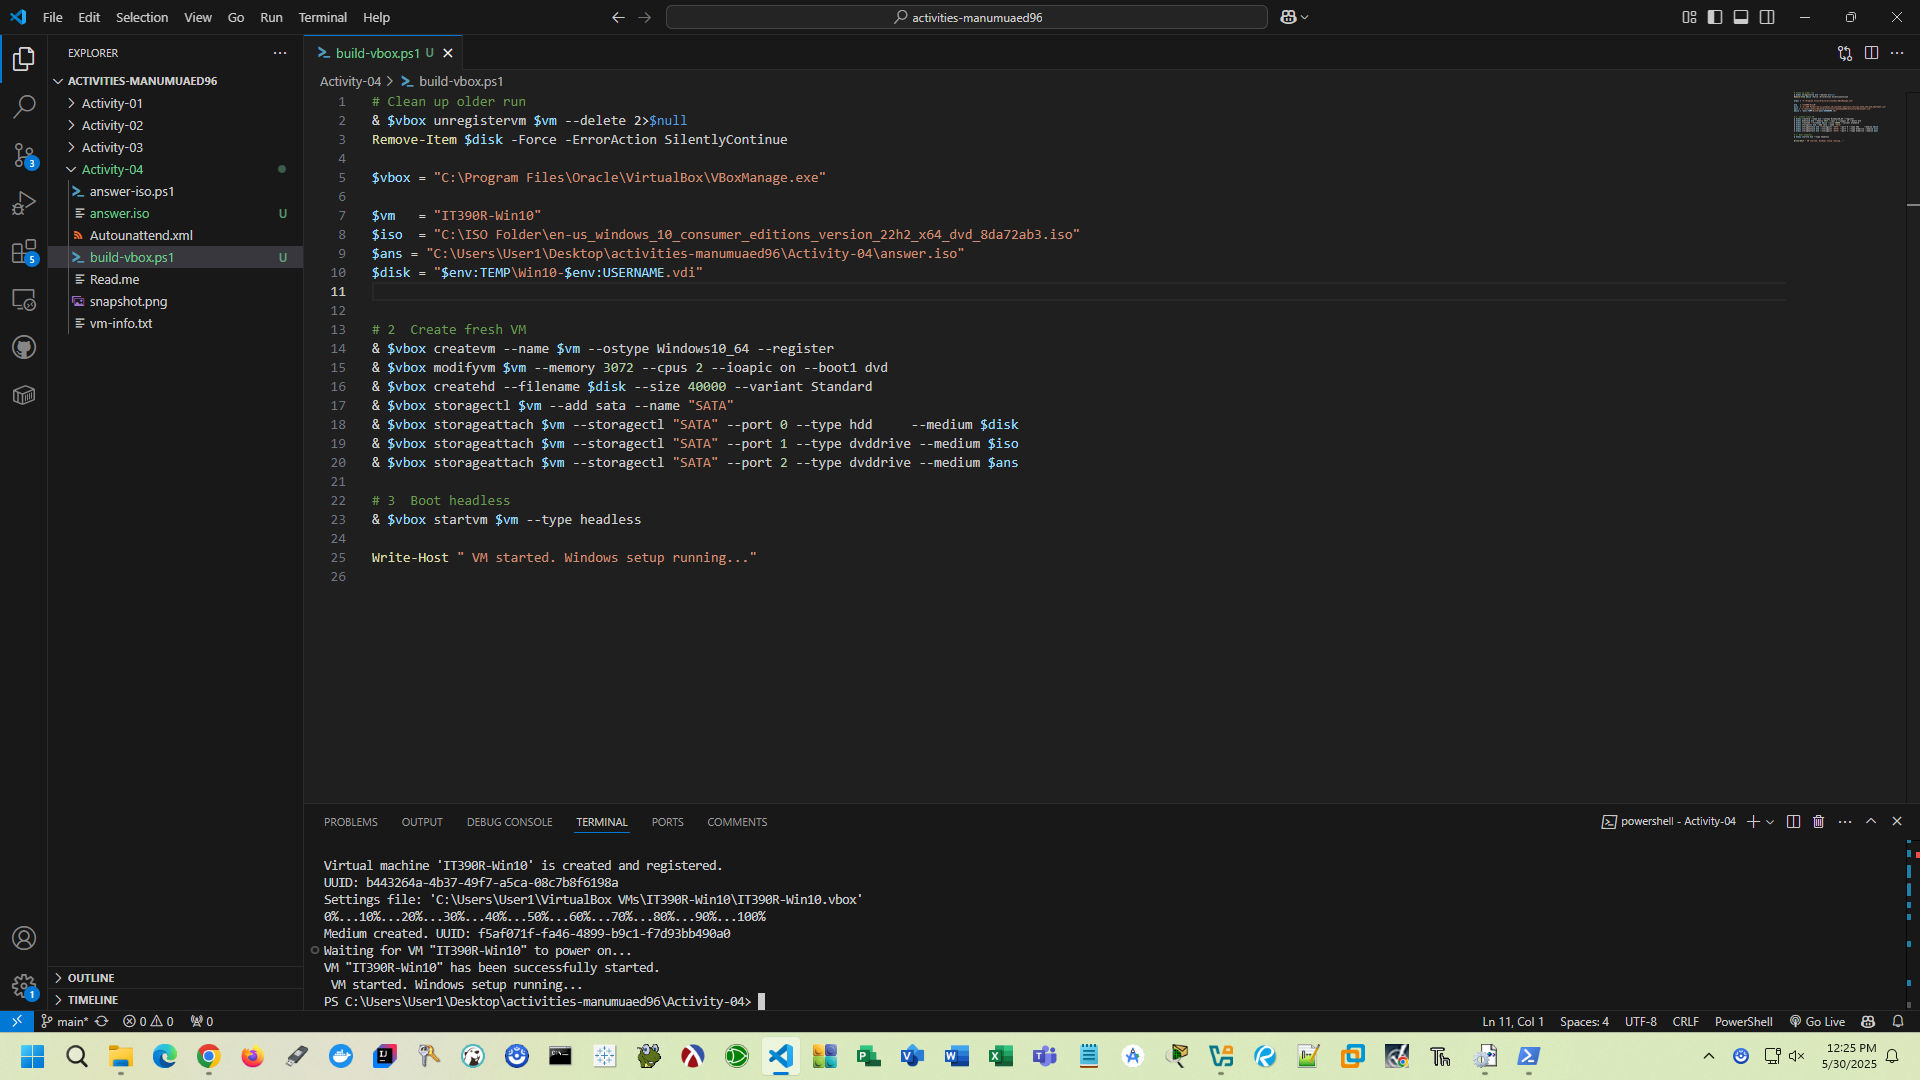 File Edit Selection View Go Run Terminal Help
activities-manumuaed96
EXPLORER
ACTIVITIES-MANUMUAED96
Activity-01
Activity-02
Activity-03
Activity-04
answer-iso.ps1
answer.iso U
Autounattend.xml
build-vbox.ps1 U
Read.me
snapshot.png
vm-info.txt
OUTLINE
TIMELINE
3
5
1
build-vbox.ps1 U
Activity-04 > build-vbox.ps1
1 # Clean up older run
2 & $vbox unregistervm $vm --delete 2>$null
3 Remove-Item $disk -Force -ErrorAction SilentlyContinue
4
5 $vbox = "C:\Program Files\Oracle\VirtualBox\VBoxManage.exe"
6
7 $vm   = "IT390R-Win10"
8 $iso  = "C:\ISO Folder\en-us_windows_10_consumer_editions_version_22h2_x64_dvd_8da72ab3.iso"
9 $ans = "C:\Users\User1\Desktop\activities-manumuaed96\Activity-04\answer.iso"
10 $disk = "$env:TEMP\Win10-$env:USERNAME.vdi"
11
12
13 # 2  Create fresh VM
14 & $vbox createvm --name $vm --ostype Windows10_64 --register
15 & $vbox modifyvm $vm --memory 3072 --cpus 2 --ioapic on --boot1 dvd
16 & $vbox createhd --filename $disk --size 40000 --variant Standard
17 & $vbox storagectl $vm --add sata --name "SATA"
18 & $vbox storageattach $vm --storagectl "SATA" --port 0 --type hdd     --medium $disk
19 & $vbox storageattach $vm --storagectl "SATA" --port 1 --type dvddrive --medium $iso
20 & $vbox storageattach $vm --storagectl "SATA" --port 2 --type dvddrive --medium $ans
21
22 # 3  Boot headless
23 & $vbox startvm $vm --type headless
24
25 Write-Host " VM started. Windows setup running..."
26
PROBLEMS OUTPUT DEBUG CONSOLE TERMINAL PORTS COMMENTS
powershell - Activity-04
Virtual machine 'IT390R-Win10' is created and registered.
UUID: b443264a-4b37-49f7-a5ca-08c7b8f6198a
Settings file: 'C:\Users\User1\VirtualBox VMs\IT390R-Win10\IT390R-Win10.vbox'
0%...10%...20%...30%...40%...50%...60%...70%...80%...90%...100%
Medium created. UUID: f5af071f-fa46-4899-b9c1-f7d93bb490a0
Waiting for VM "IT390R-Win10" to power on...
VM "IT390R-Win10" has been successfully started.
 VM started. Windows setup running...
PS C:\Users\User1\Desktop\activities-manumuaed96\Activity-04>
main* 0 0 0
Ln 11, Col 1 Spaces: 4 UTF-8 CRLF PowerShell Go Live
12:25 PM
5/30/2025